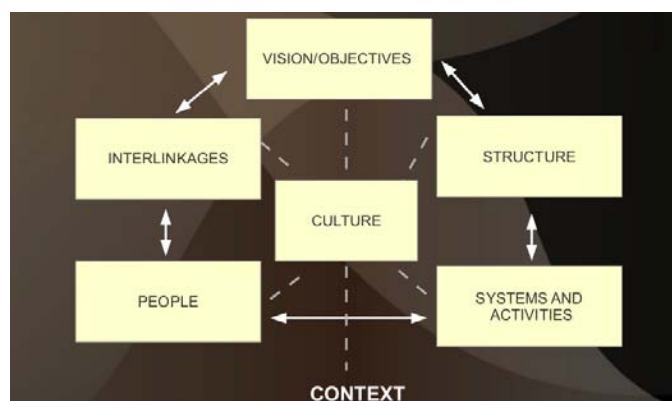 VISION/OBJECTIVES
INTERLINKAGES
STRUCTURE
CULTURE
PEOPLE
SYSTEMS AND
ACTIVITIES
CONTEXT